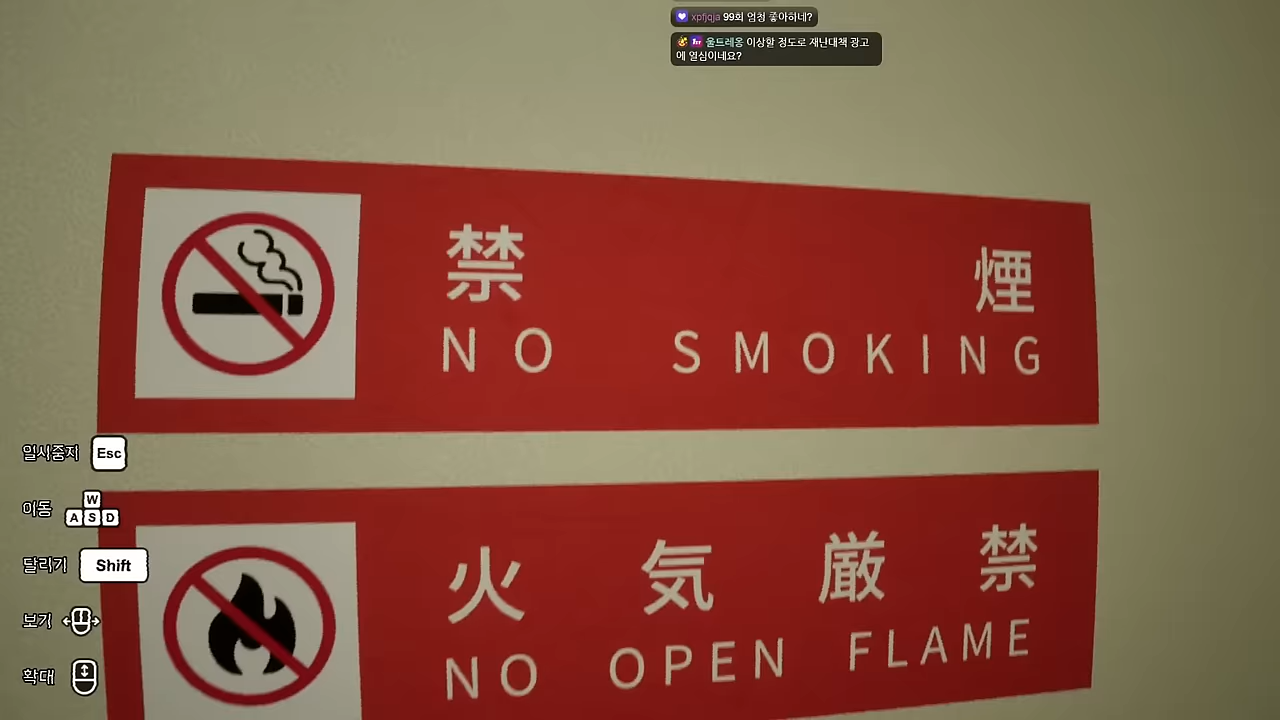 xpfjqja 99회 엄청 좋아하네?
울트레옹 이상할 정도로 재난대책 광고
에 열심이네요?
禁煙
NO SMOKING
일시중지 Esc
이동 W A S D
달리기 Shift
보기
확대
火気厳禁
NO OPEN FLAME